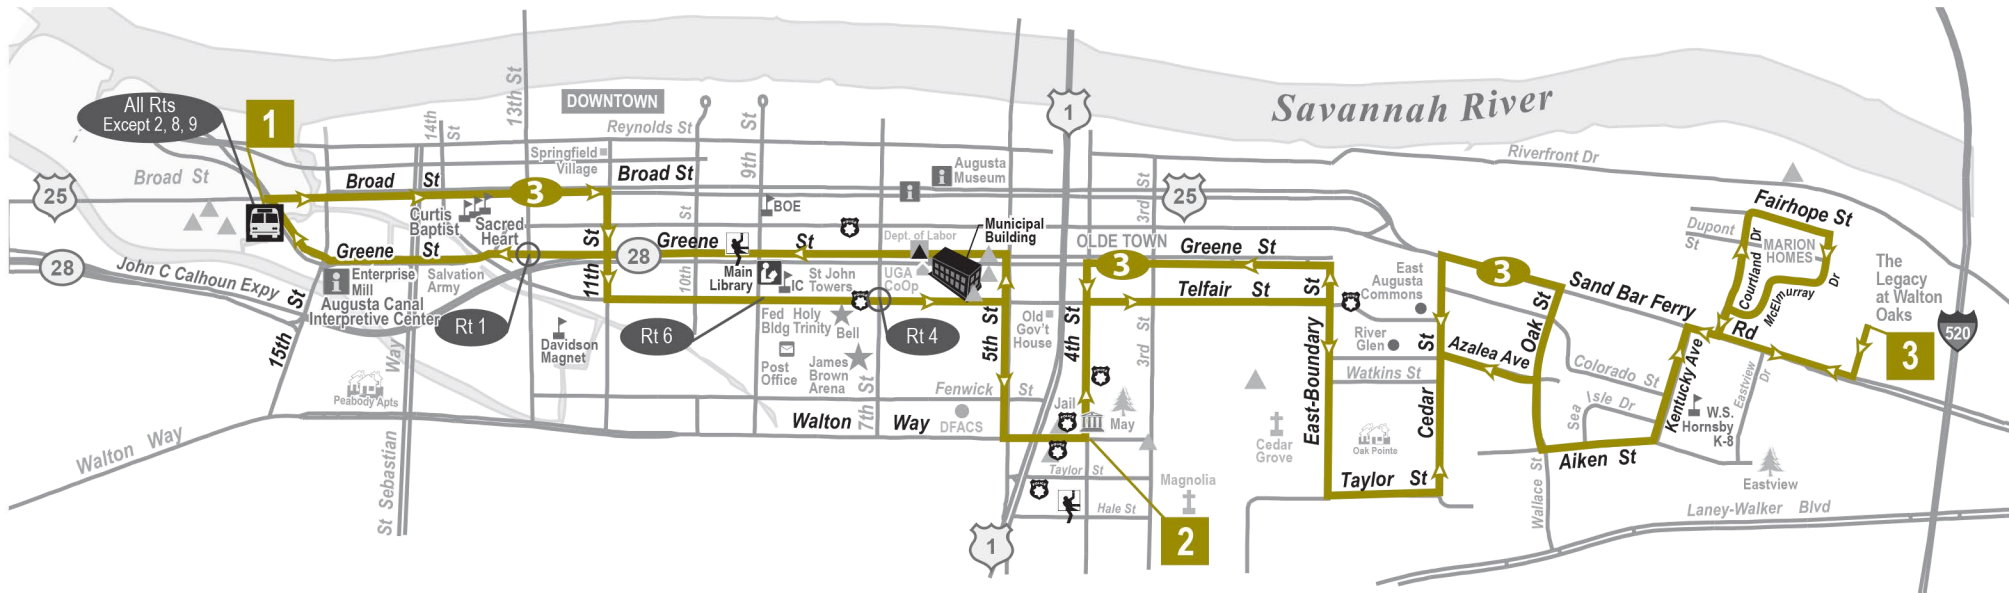 All Rts
Except 2, 8, 9
1
25
28
Broad St
Broad St
3
Broad St
13th St
14th St
DOWNTOWN
Reynolds St
Springfield
Village
9th St
Savannah River
1
Riverfront Dr
Augusta
Museum
3rd St
25
Curtis
Baptist
Sacred
Heart
BOE
Dept. of Labor
Municipal
Building
OLDE TOWN
Greene St
11th St
28
Greene St
10th St
Main
Library
IC
St John
Towers
UGA
CoOp
3
Greene St
Telfair St
John C Calhoun Expy
15th St
Enterprise
Mill
Augusta Canal
Interpretive Center
Salvation
Army
Rt 1
Rt 6
Rt 4
Fed
Bldg
Holy
Trinity
Bell
Post
Office
James
Brown
Arena
7th St
Davidson
Magnet
Peabody Apts
Way
St Sebastian
Walton Way
Walton Way
Fenwick St
DFACS
5th St
Old
Gov't
House
4th St
3rd St
Jail
May
Taylor St
Hale St
1
2
Magnolia
Cedar
Grove
East-Boundary St
East
Augusta
Commons
River
Glen
Watkins St
Oak Pointe
Cedar St
Taylor St
3
Azalea Ave
Oak St
Sand Bar Ferry Rd
Dupont
St
Fairhope St
Courtland Dr
MARION
HOMES
McElmurray Dr
The
Legacy
at Walton
Oaks
3
520
Colorado St
Sea Isle Dr
Kentucky Ave
Eastview Dr
W.S.
Hornsby
K-8
Aiken St
Wallace St
Eastview
Laney-Walker Blvd